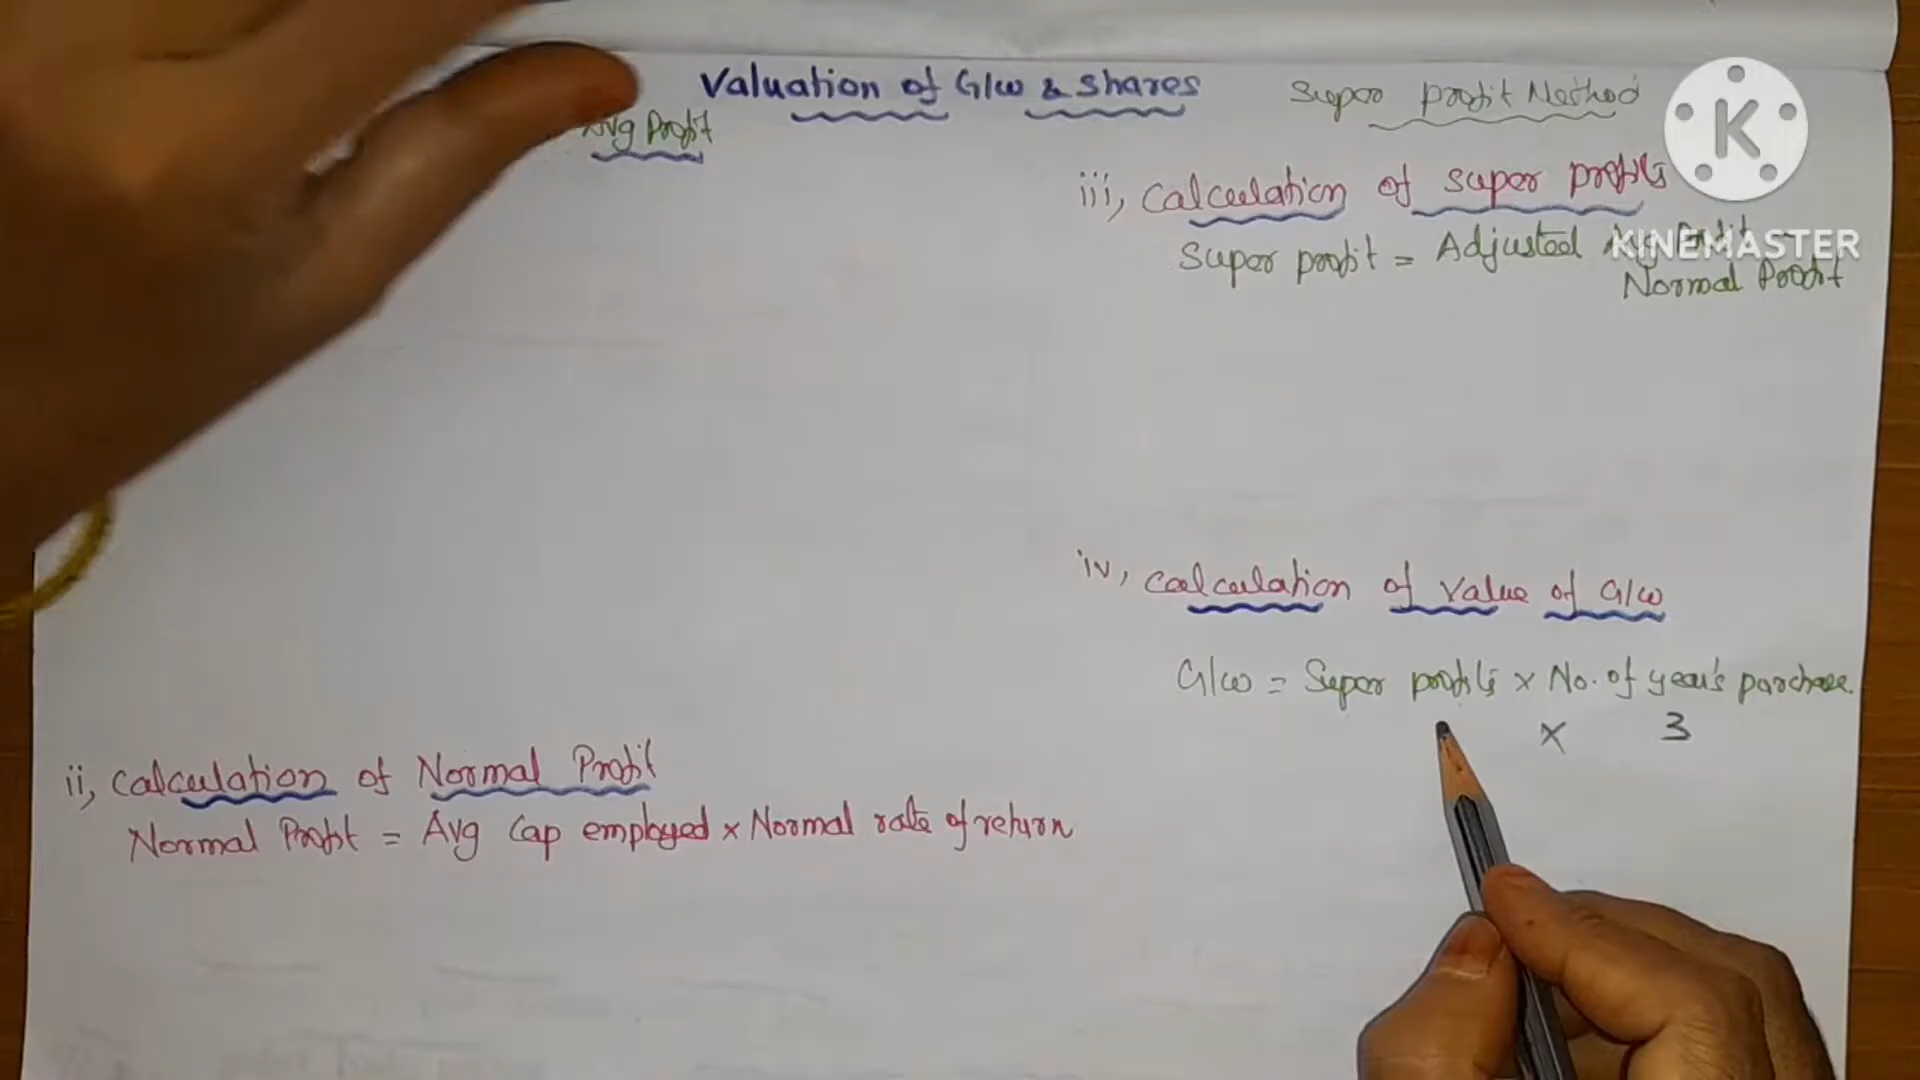 Valuation of G/w & Shares
Super Profit Method
Avg Profit
ii, Calculation of Normal Profit
Normal Profit = Avg Cap employed × Normal rate of return
iii, Calculation of Super profits
Super profit = Adjusted Avg Profit -
Normal Profit
iv, Calculation of Value of G/w
G/w = Super profits × No. of year's purchase
× 3
K
KINEMASTER